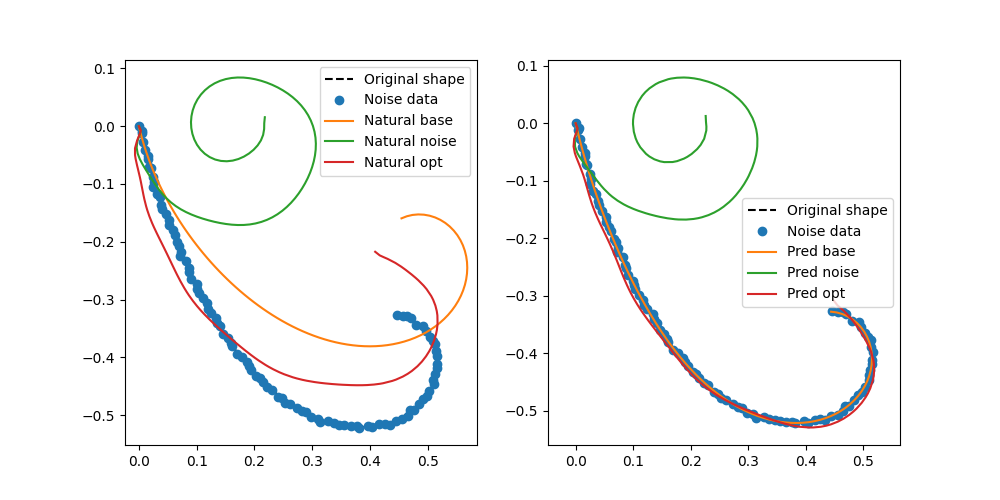 0.1
0.0
−0.1
−0.2
−0.3
−0.4
−0.5
0.0 0.1 0.2 0.3 0.4 0.5
Original shape
Noise data
Natural base
Natural noise
Natural opt
0.1
0.0
−0.1
−0.2
−0.3
−0.4
−0.5
0.0 0.1 0.2 0.3 0.4 0.5
Original shape
Noise data
Pred base
Pred noise
Pred opt